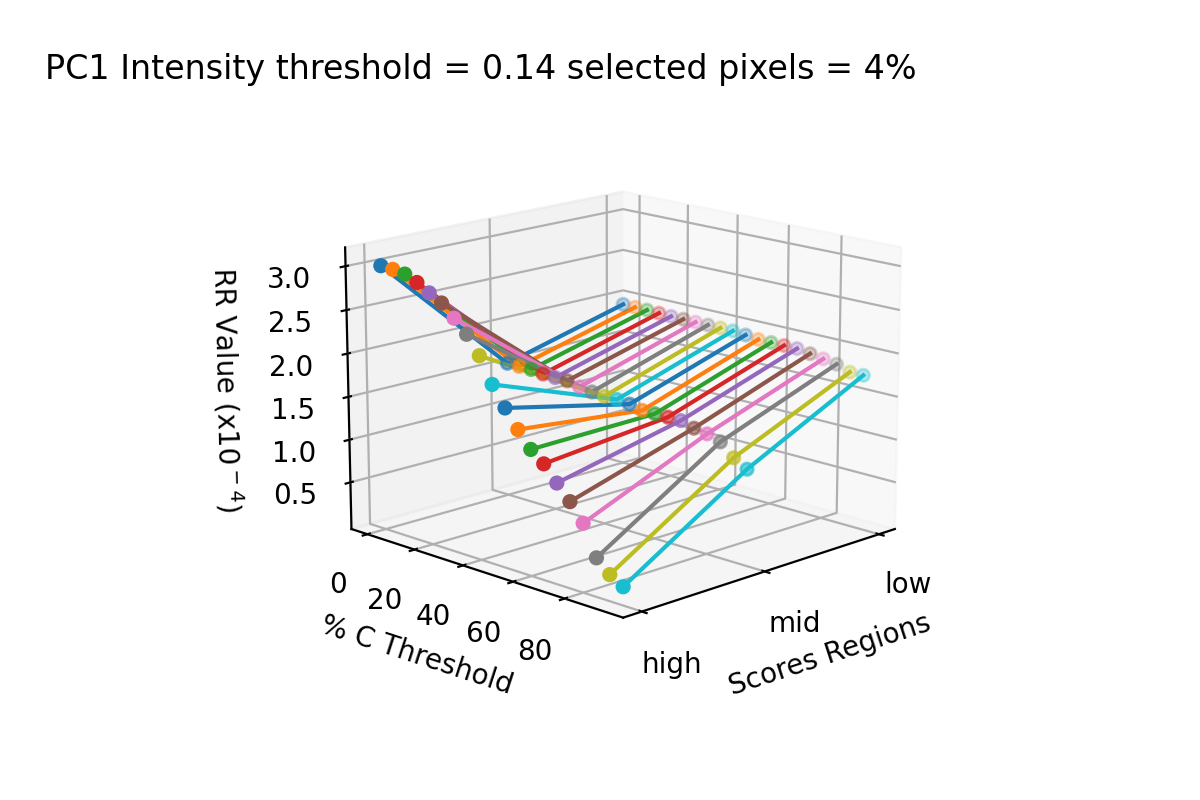 PC1 Intensity threshold = 0.14 selected pixels = 4%
RR Value (x10⁻⁴)
3.0
2.5
2.0
1.5
1.0
0.5
0
20
40
60
80
% C Threshold
high
mid
low
Scores Regions